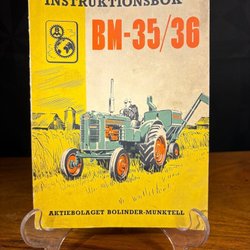 INSTRUKTIONSBOK
BM-35/36
AKTIEBOLAGET BOLINDER-MUNKTELL